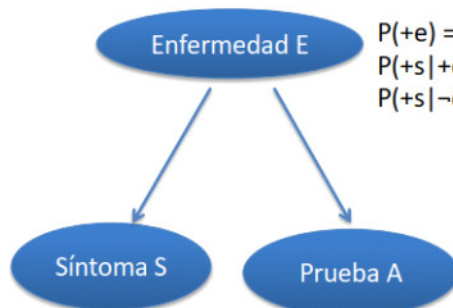 Enfermedad E
P(+e) =
P(+s|+
P(+s|¬
Síntoma S
Prueba A